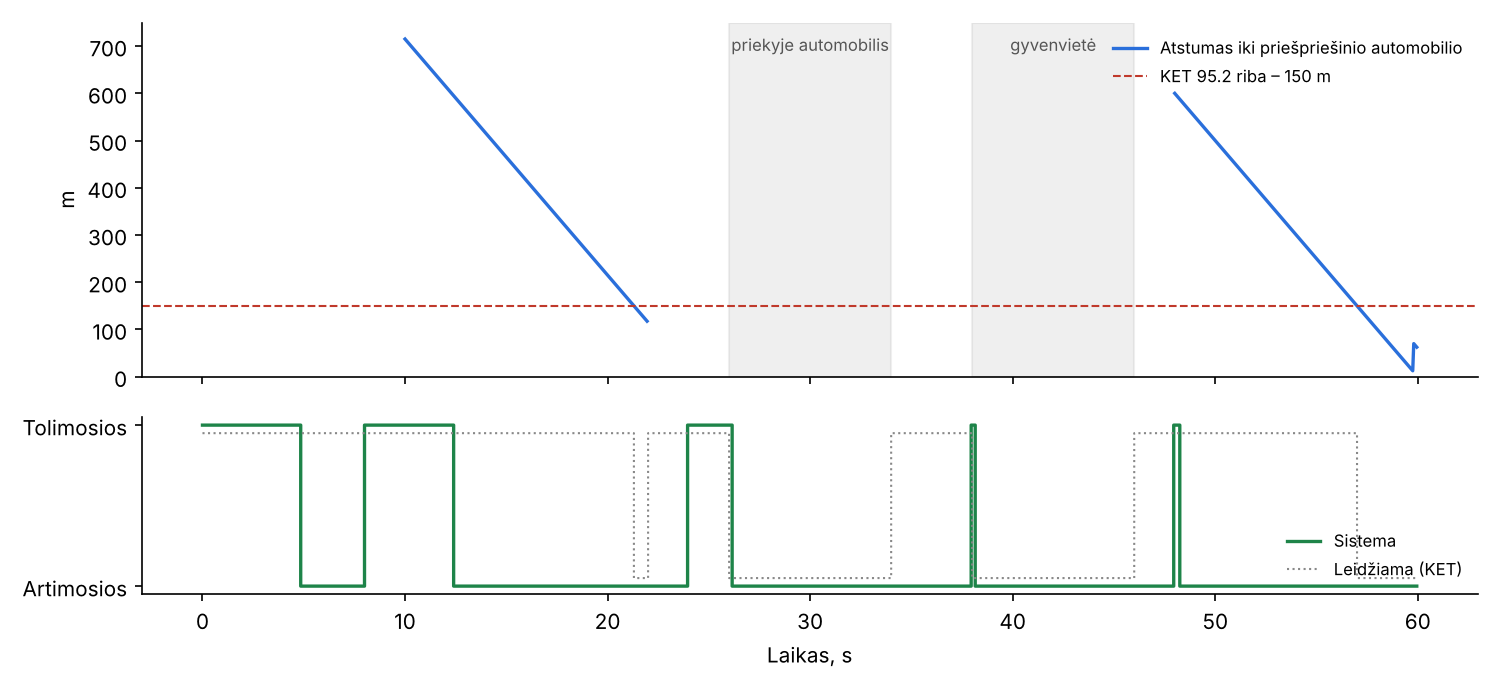 700
600
500
400
300
200
100
0
m
priekyje automobilis
gyvenvietė
Atstumas iki priešpriešinio automobilio
KET 95.2 riba – 150 m
Tolimosios
Artimosios
Sistema
Leidžiama (KET)
0 10 20 30 40 50 60
Laikas, s